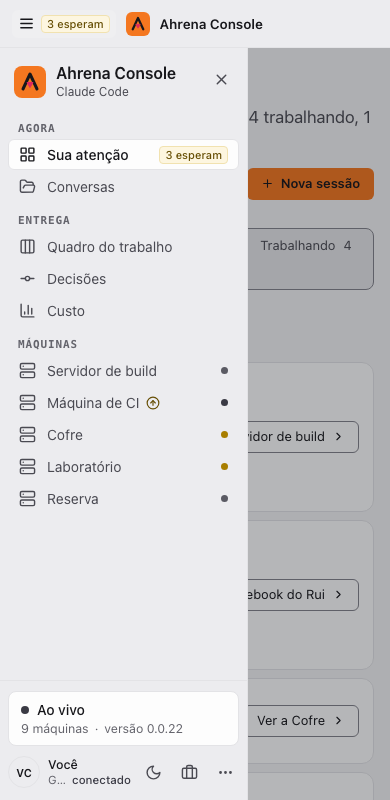 3 esperam
Ahrena Console
Ahrena Console
Claude Code
AGORA
Sua atenção
3 esperam
Conversas
ENTREGA
Quadro do trabalho
Decisões
Custo
MÁQUINAS
Servidor de build
Máquina de CI
Cofre
Laboratório
Reserva
Ao vivo
9 máquinas · versão 0.0.22
VC
Você
G… conectado
4 trabalhando, 1
+ Nova sessão
Trabalhando 4
vidor de build
ebook do Rui
Ver a Cofre